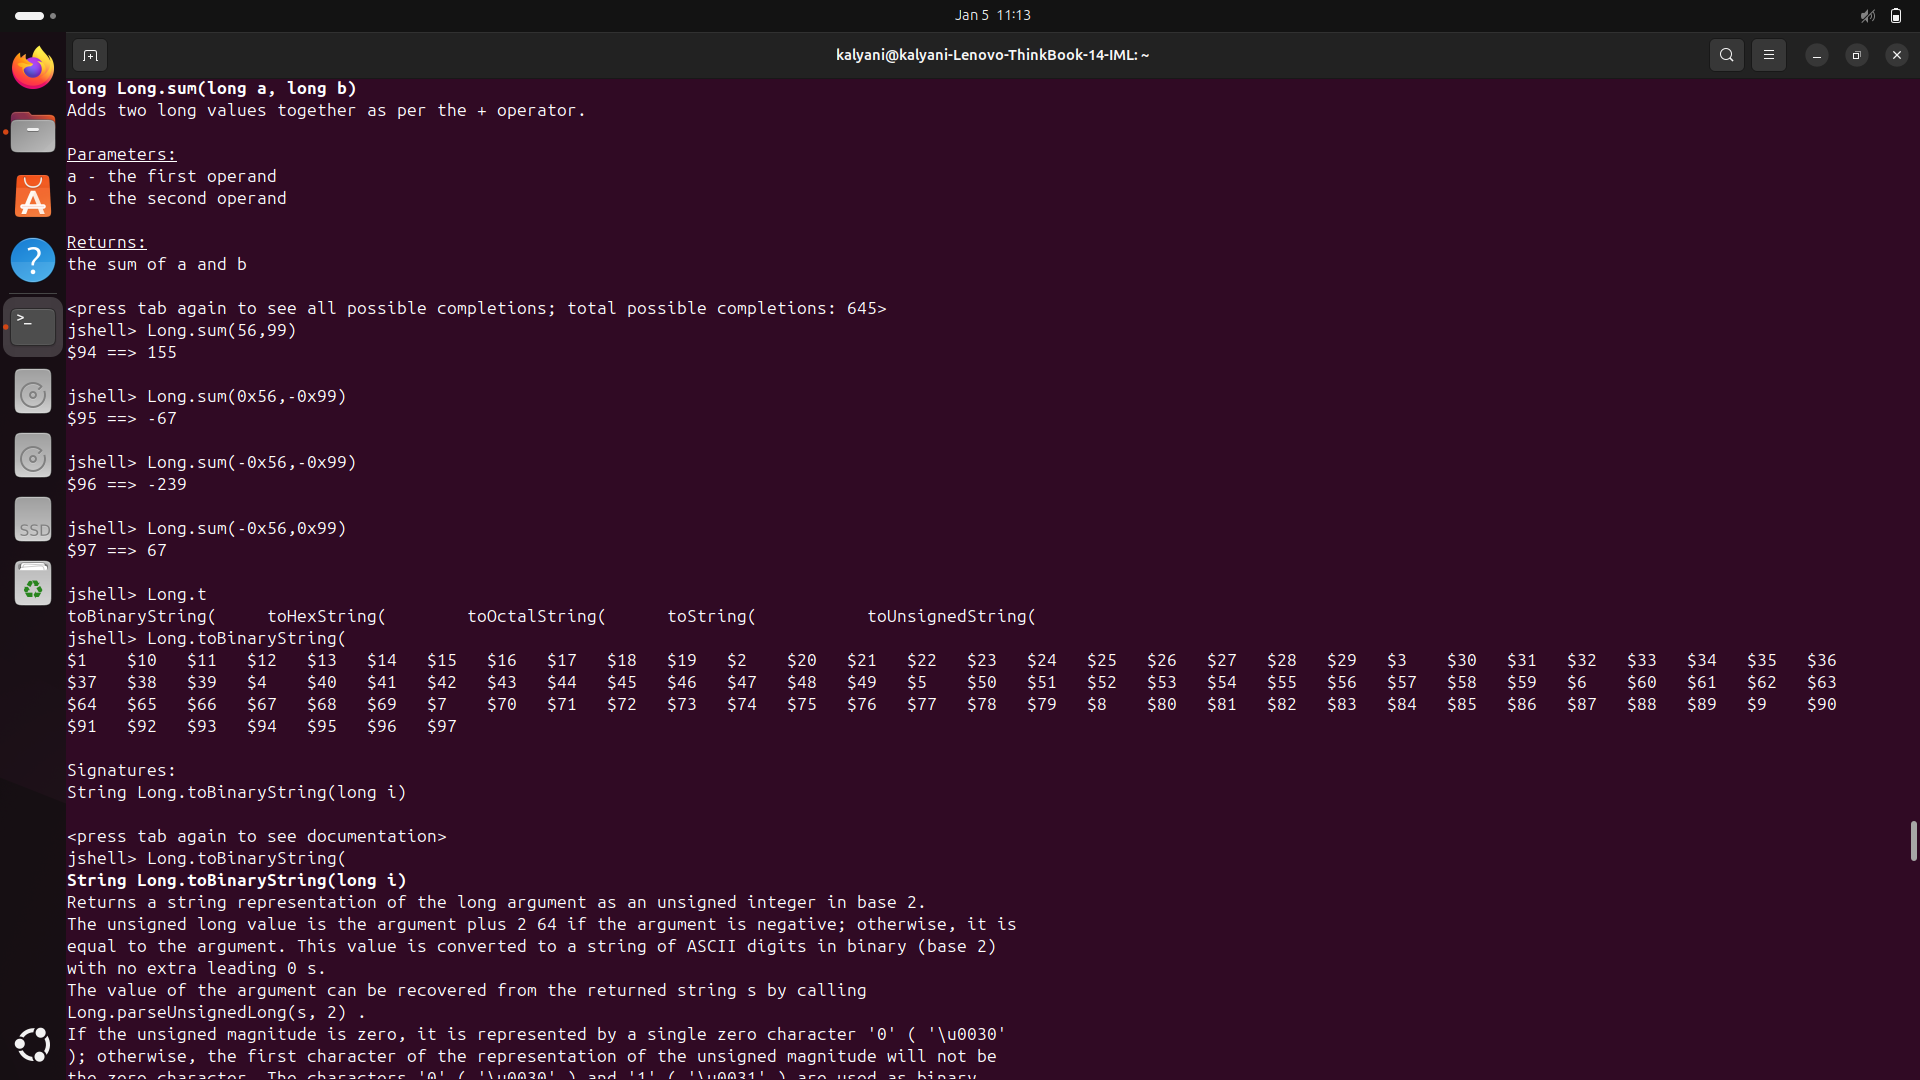 Jan 5 11:13
kalyani@kalyani-Lenovo-ThinkBook-14-IML: ~
long Long.sum(long a, long b)
Adds two long values together as per the + operator.
Parameters:
a - the first operand
b - the second operand
Returns:
the sum of a and b
<press tab again to see all possible completions; total possible completions: 645>
jshell> Long.sum(56,99)
$94 ==> 155
jshell> Long.sum(0x56,-0x99)
$95 ==> -67
jshell> Long.sum(-0x56,-0x99)
$96 ==> -239
jshell> Long.sum(-0x56,0x99)
$97 ==> 67
jshell> Long.t
toBinaryString( toHexString( toOctalString( toString( toUnsignedString(
jshell> Long.toBinaryString(
$1 $10 $11 $12 $13 $14 $15 $16 $17 $18 $19 $2 $20 $21 $22 $23 $24 $25 $26 $27 $28 $29 $3 $30 $31 $32 $33 $34 $35 $36
$37 $38 $39 $4 $40 $41 $42 $43 $44 $45 $46 $47 $48 $49 $5 $50 $51 $52 $53 $54 $55 $56 $57 $58 $59 $6 $60 $61 $62 $63
$64 $65 $66 $67 $68 $69 $7 $70 $71 $72 $73 $74 $75 $76 $77 $78 $79 $8 $80 $81 $82 $83 $84 $85 $86 $87 $88 $89 $9 $90
$91 $92 $93 $94 $95 $96 $97
Signatures:
String Long.toBinaryString(long i)
<press tab again to see documentation>
jshell> Long.toBinaryString(
String Long.toBinaryString(long i)
Returns a string representation of the long argument as an unsigned integer in base 2.
The unsigned long value is the argument plus 2 64 if the argument is negative; otherwise, it is
equal to the argument. This value is converted to a string of ASCII digits in binary (base 2)
with no extra leading 0 s.
The value of the argument can be recovered from the returned string s by calling
Long.parseUnsignedLong(s, 2) .
If the unsigned magnitude is zero, it is represented by a single zero character '0' ( '\u0030'
); otherwise, the first character of the representation of the unsigned magnitude will not be
the zero character. The characters '0' ( '\u0030' ) and '1' ( '\u0031' ) are used as binary
SSD